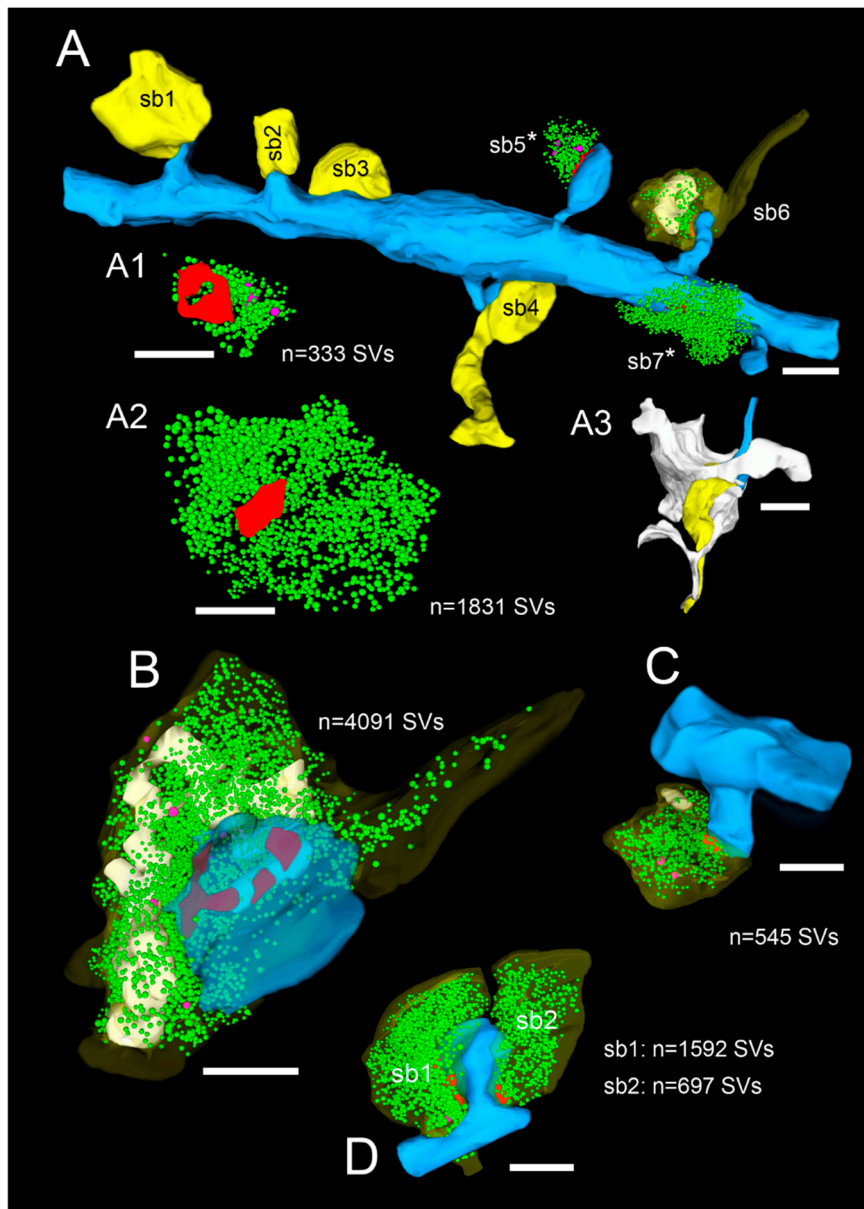 A
sb1
sb2
sb3
sb5*
sb6
A1
sb4
n=333 SVs
sb7*
A2
A3
n=1831 SVs
B
n=4091 SVs
C
n=545 SVs
sb2
sb1
sb1: n=1592 SVs
sb2: n=697 SVs
D